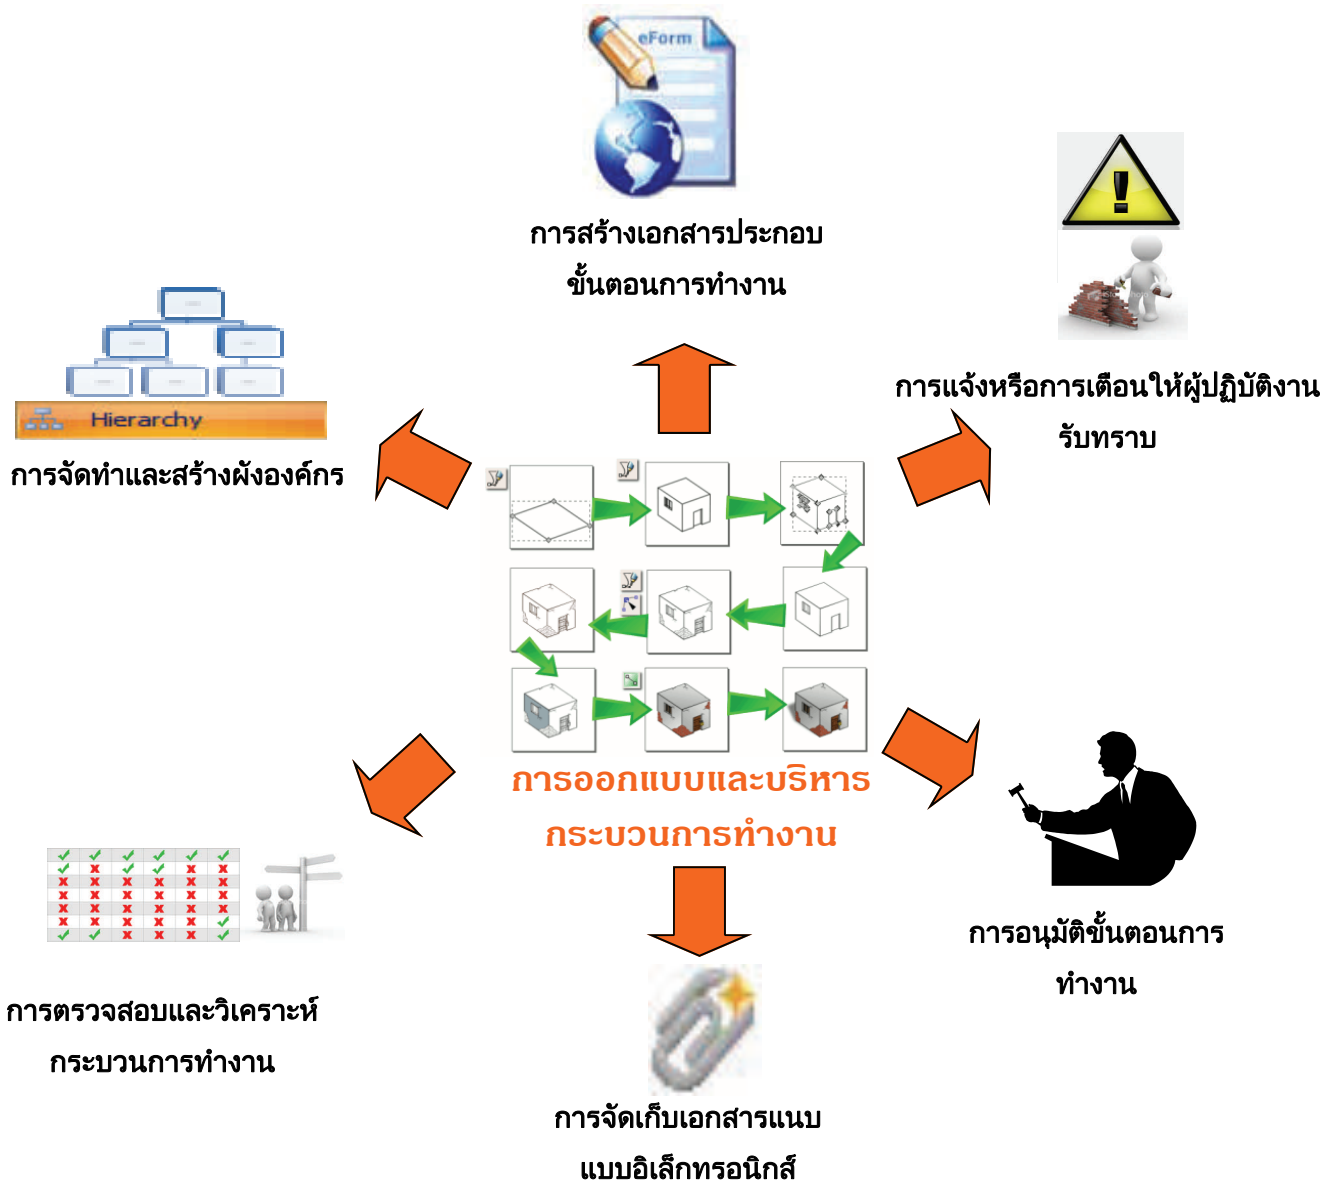 eForm
การสร้างเอกสารประกอบ
ขั้นตอนการทำงาน
การแจ้งหรือการเตือนให้ผู้ปฏิบัติงาน
รับทราบ
Hierarchy
การจัดทำและสร้างผังองค์กร
การออกแบบและบริหาร
กระบวนการทำงาน
การอนุมัติขั้นตอนการ
ทำงาน
การตรวจสอบและวิเคราะห์
กระบวนการทำงาน
การจัดเก็บเอกสารแนบ
แบบอิเล็กทรอนิกส์